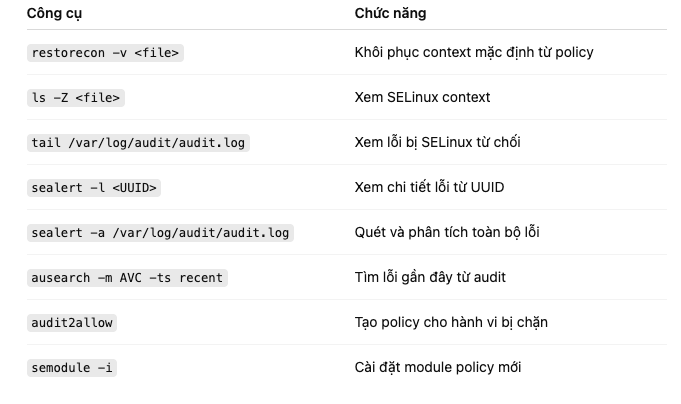 Công cụ Chức năng
restorecon -v <file> Khôi phục context mặc định từ policy
ls -Z <file> Xem SELinux context
tail /var/log/audit/audit.log Xem lỗi bị SELinux từ chối
sealert -l <UUID> Xem chi tiết lỗi từ UUID
sealert -a /var/log/audit/audit.log Quét và phân tích toàn bộ lỗi
ausearch -m AVC -ts recent Tìm lỗi gần đây từ audit
audit2allow Tạo policy cho hành vi bị chặn
semodule -i Cài đặt module policy mới